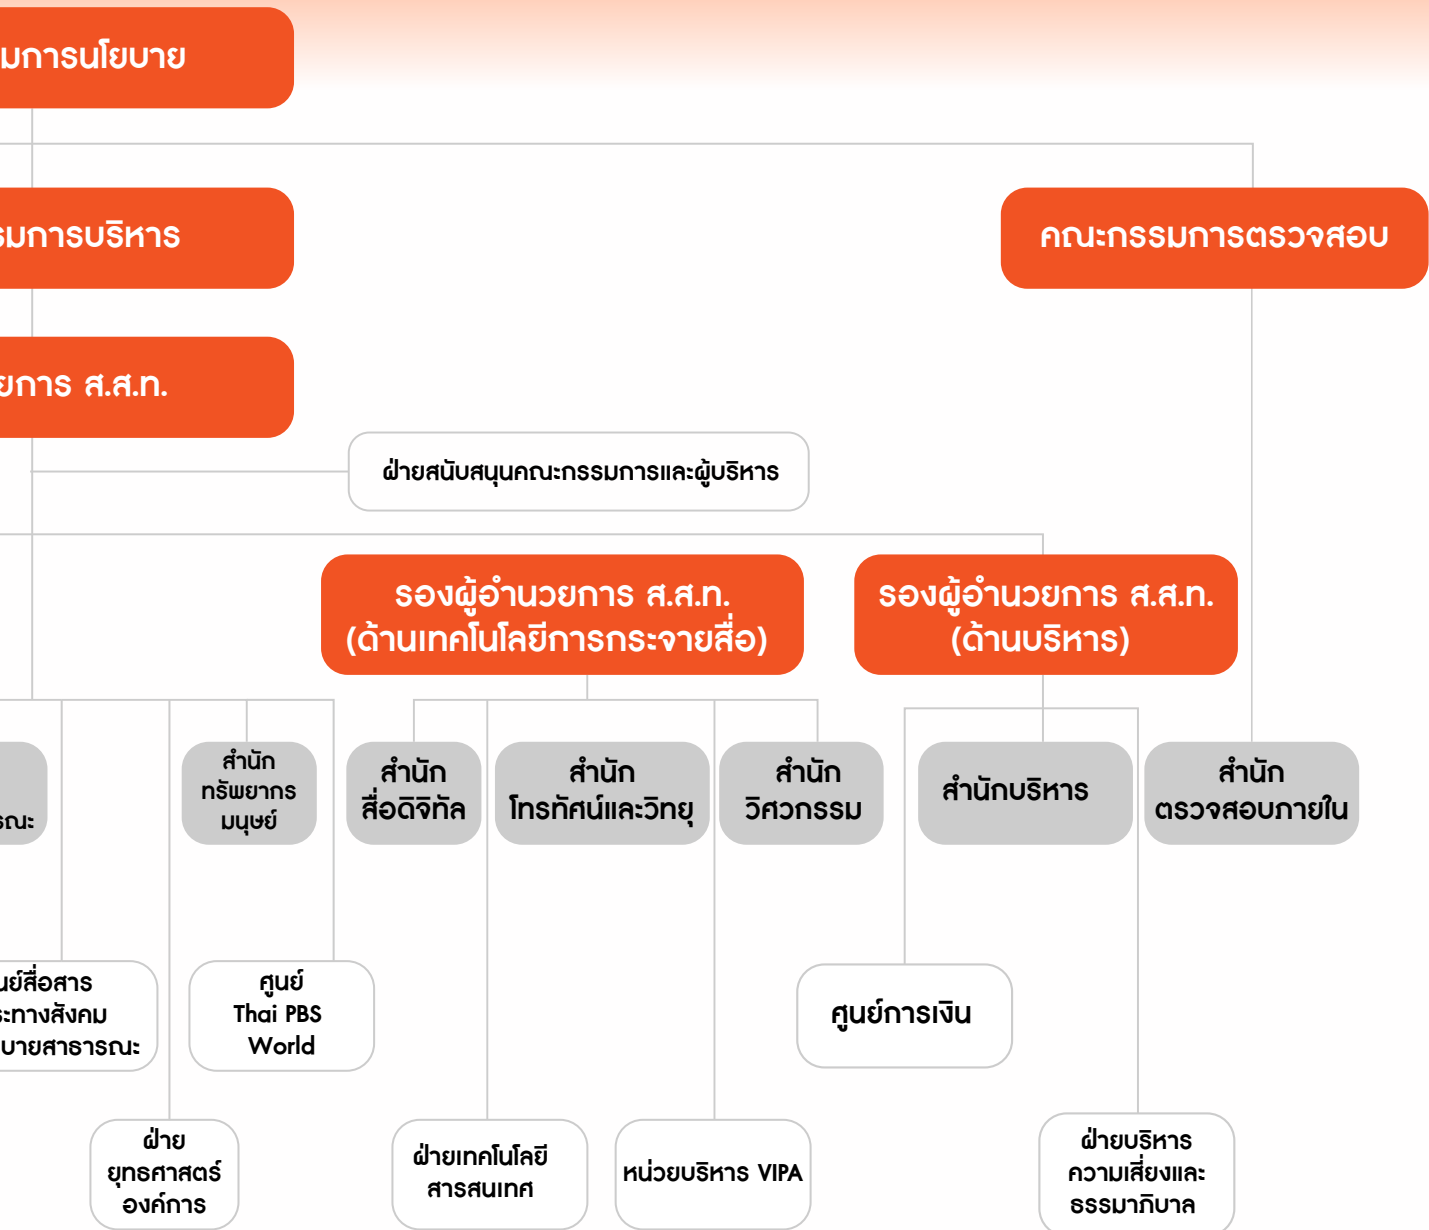 มการนโยบาย
รมการบริหาร
คณะกรรมการตรวจสอบ
ยการ ส.ส.ท.
ฝ่ายสนับสนุนคณะกรรมการและผู้บริหาร
รองผู้อำนวยการ ส.ส.ท.
(ด้านเทคโนโลยีการกระจายสื่อ)
รองผู้อำนวยการ ส.ส.ท.
(ด้านบริหาร)
รณะ
สำนัก
ทรัพยากร
มนุษย์
สำนัก
สื่อดิจิทัล
สำนัก
โทรทัศน์และวิทยุ
สำนัก
วิศวกรรม
สำนักบริหาร
สำนัก
ตรวจสอบภายใน
นย์สื่อสาร
ะทางสังคม
บายสาธารณะ
ศูนย์
Thai PBS
World
ศูนย์การเงิน
ฝ่าย
ยุทธศาสตร์
องค์การ
ฝ่ายเทคโนโลยี
สารสนเทศ
หน่วยบริหาร VIPA
ฝ่ายบริหาร
ความเสี่ยงและ
ธรรมาภิบาล